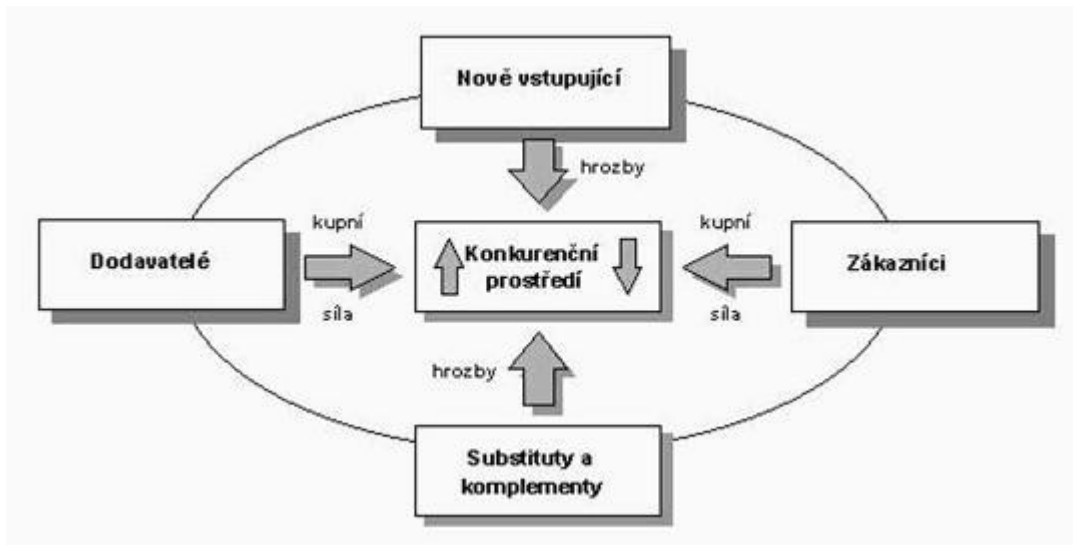 Nově vstupující
hrozby
kupní
Dodavatelé
síla
Konkurenční
prostředí
kupní
Zákazníci
síla
hrozby
Substituty a
komplementy